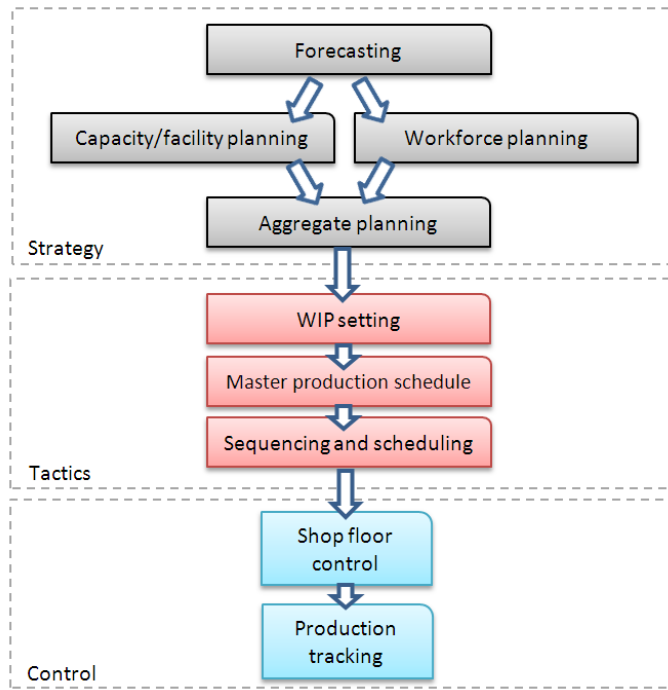 Forecasting
Capacity/facility planning
Workforce planning
Aggregate planning
Strategy
WIP setting
Master production schedule
Sequencing and scheduling
Tactics
Shop floor
control
Production
tracking
Control